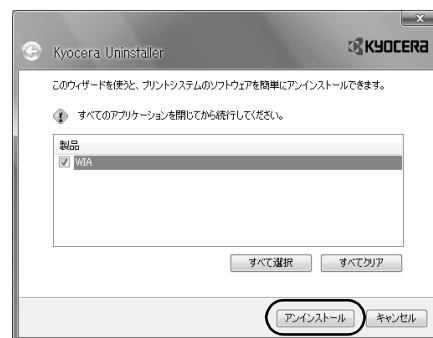 Kyocera Uninstaller
KYOCERA
このウィザードを使うと、プリントシステムのソフトウェアを簡単にアンインストールできます。
すべてのアプリケーションを閉じてから続行してください。
製品
WIA
すべて選択
すべてクリア
アンインストール
キャンセル